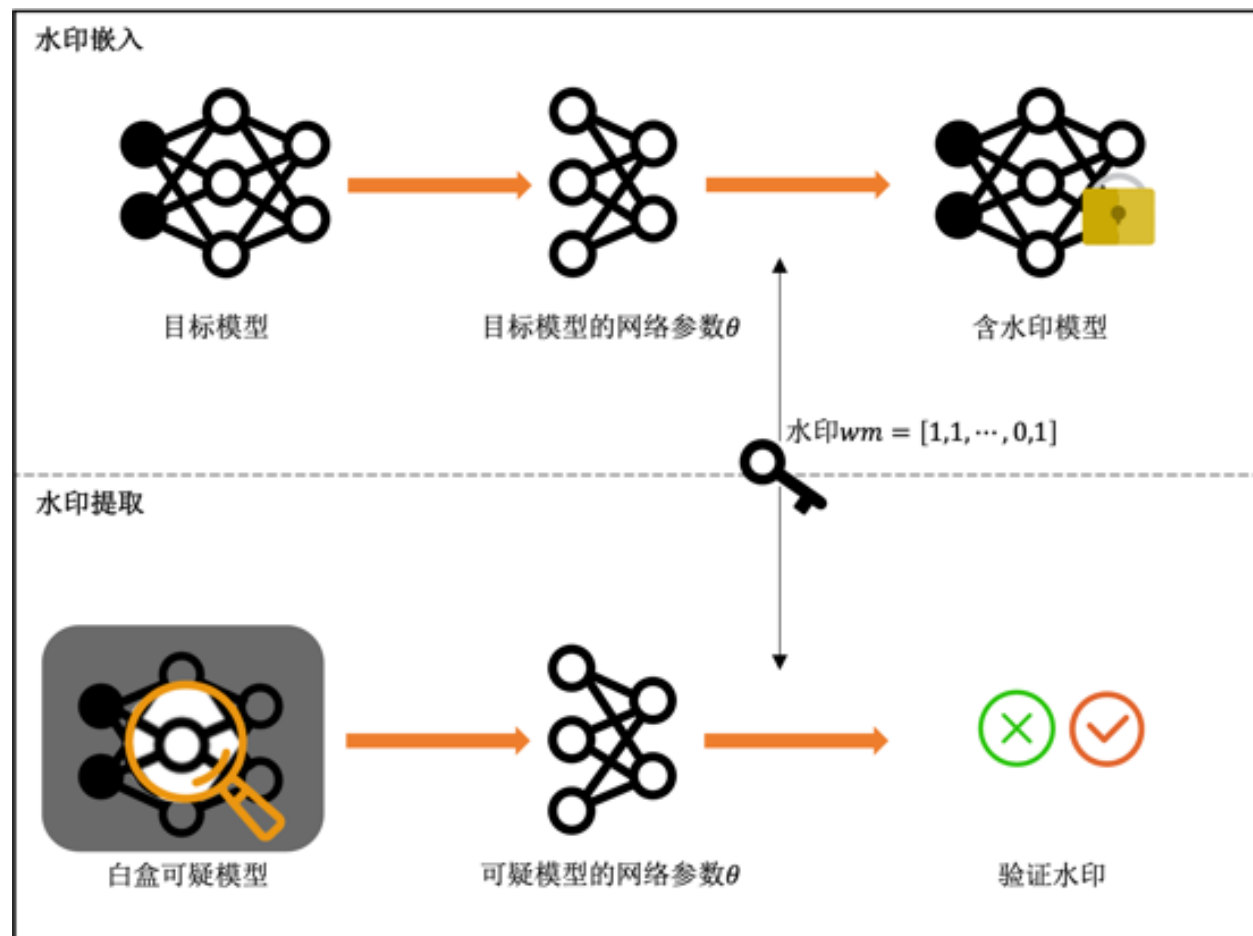 水印嵌入
目标模型
目标模型的网络参数θ
含水印模型
水印wm = [1,1,⋯,0,1]
水印提取
白盒可疑模型
可疑模型的网络参数θ
验证水印